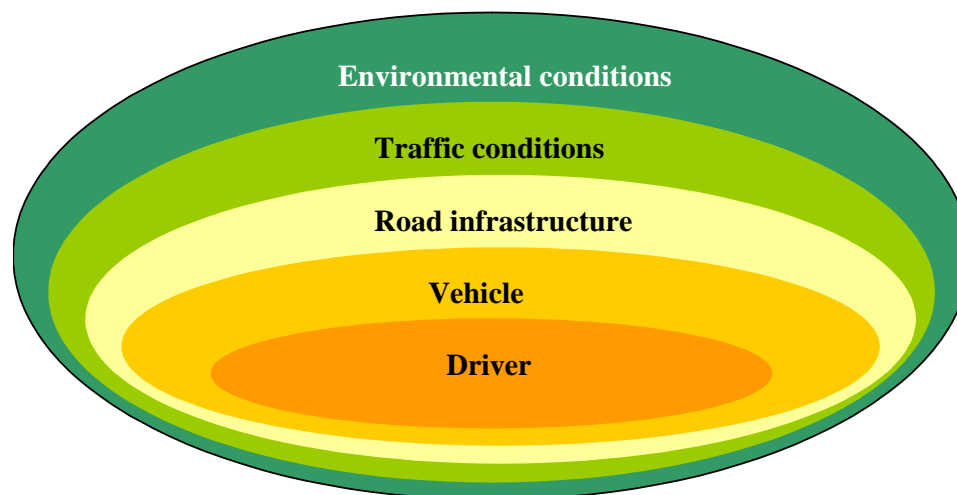 Environmental conditions
Traffic conditions
Road infrastructure
Vehicle
Driver